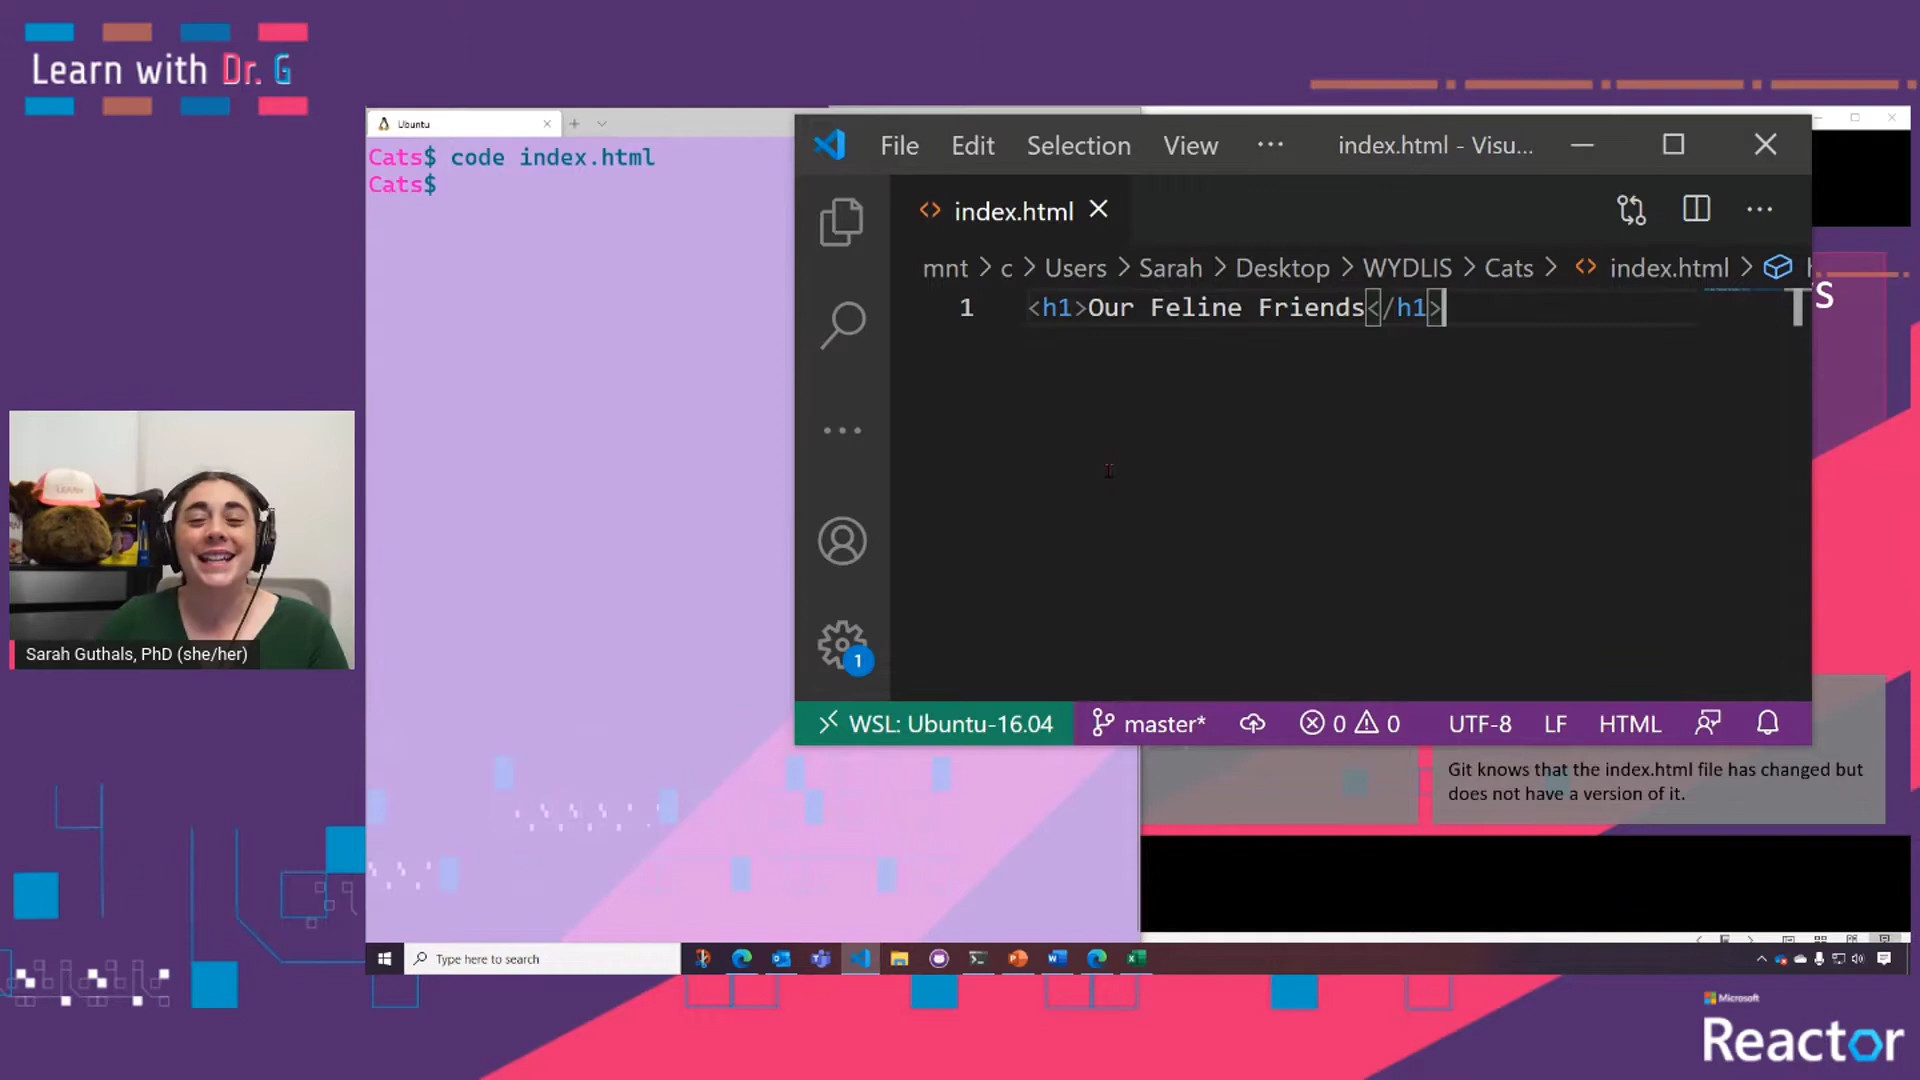 Learn with Dr. G
Ubuntu
Cats$ code index.html
Cats$
File Edit Selection View ··· index.html - Visu...
index.html
mnt > c > Users > Sarah > Desktop > WYDLIS > Cats > index.html >
1 <h1>Our Feline Friends</h1>
1
WSL: Ubuntu-16.04 master* 0 0 UTF-8 LF HTML
Git knows that the index.html file has changed but
does not have a version of it.
LEARN
Sarah Guthals, PhD (she/her)
Type here to search
Microsoft
Reactor